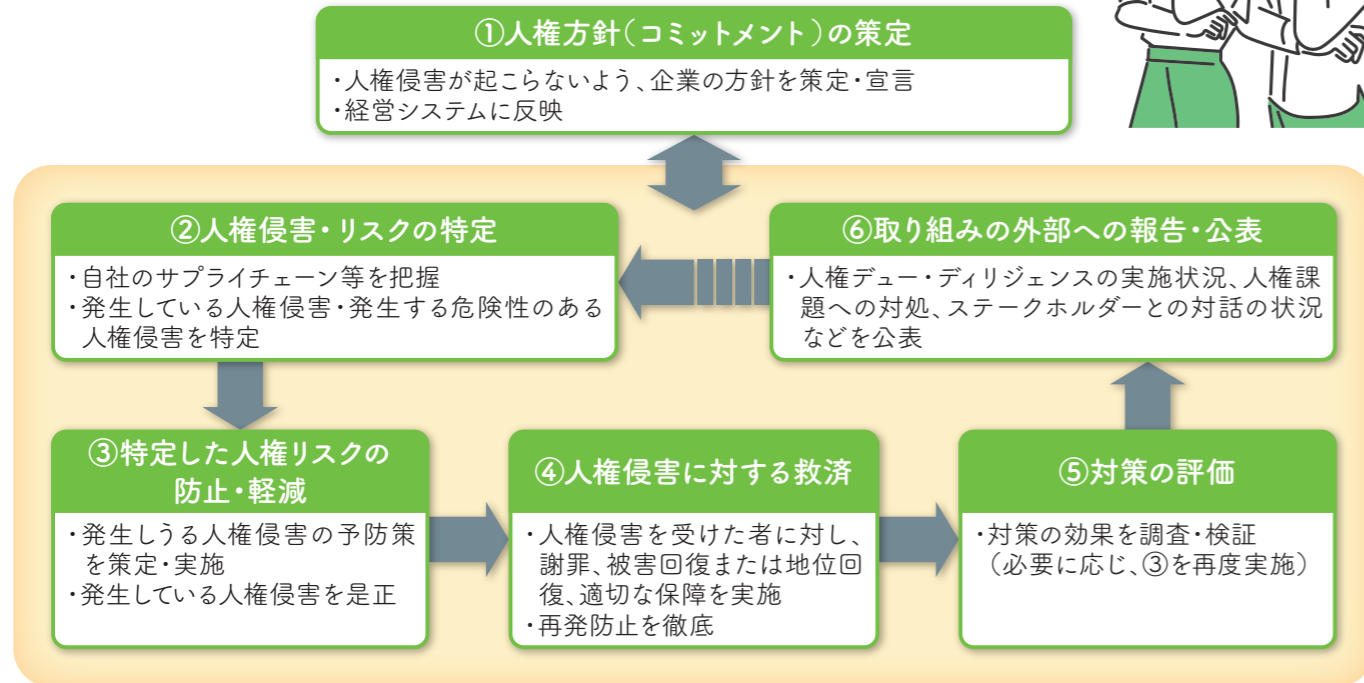 ①人権方針（コミットメント）の策定
・人権侵害が起こらないよう、企業の方針を策定・宣言
・経営システムに反映
②人権侵害・リスクの特定
・自社のサプライチェーン等を把握
・発生している人権侵害・発生する危険性のある
人権侵害を特定
⑥取り組みの外部への報告・公表
・人権デュー・ディリジェンスの実施状況、人権課
題への対処、ステークホルダーとの対話の状況
などを公表
③特定した人権リスクの
防止・軽減
・発生しうる人権侵害の予防策
を策定・実施
・発生している人権侵害を是正
④人権侵害に対する救済
・人権侵害を受けた者に対し、
謝罪、被害回復または地位回
復、適切な保障を実施
・再発防止を徹底
⑤対策の評価
・対策の効果を調査・検証
（必要に応じ、③を再度実施）